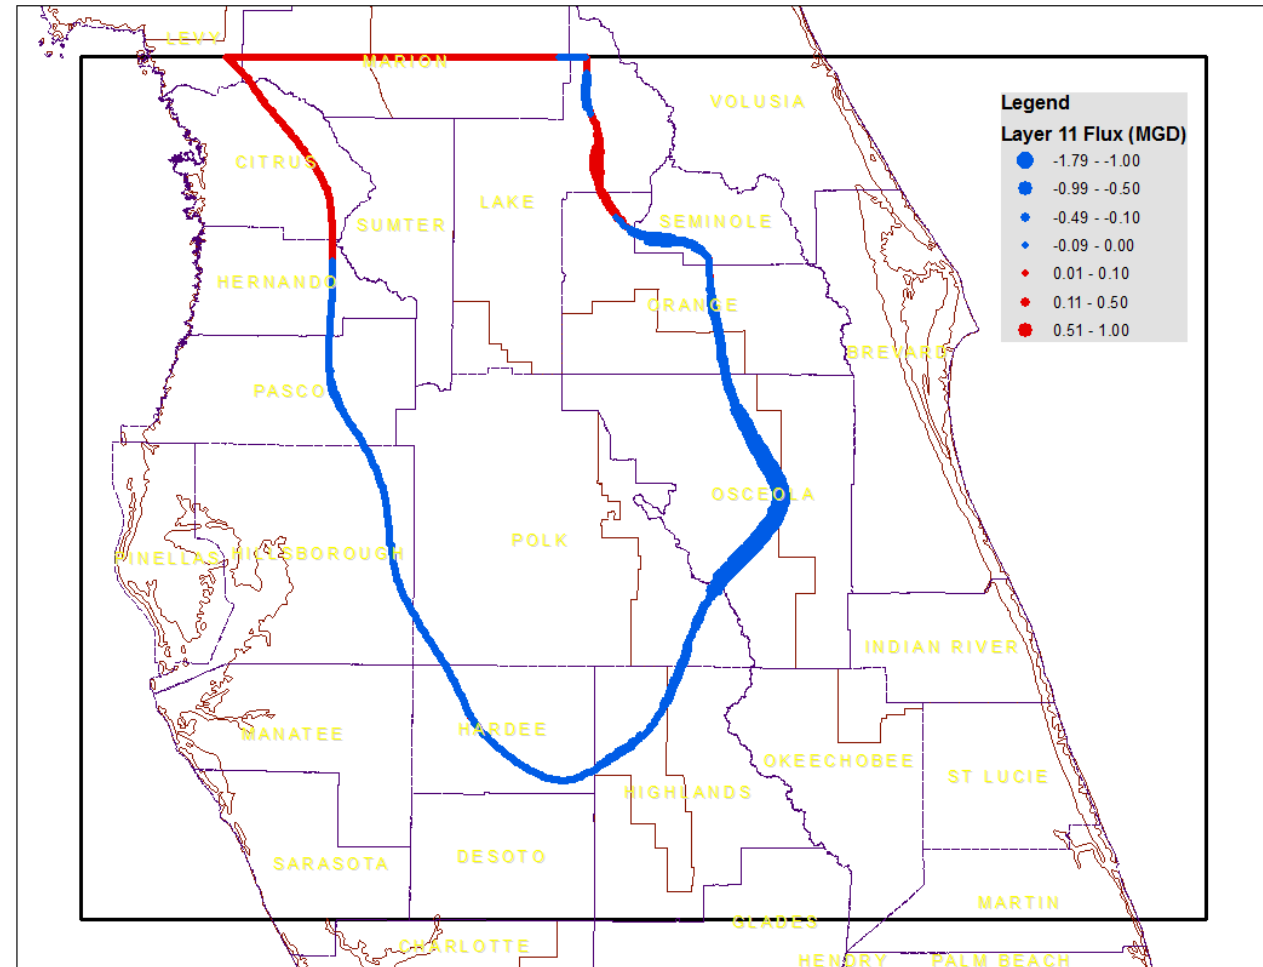 LEVY
MARION
VOLUSIA
Legend
Layer 11 Flux (MGD)
-1.79 - -1.00
-0.99 - -0.50
-0.49 - -0.10
-0.09 - 0.00
0.01 - 0.10
0.11 - 0.50
0.51 - 1.00
CITRUS
LAKE
SUMTER
SEMINOLE
HERNANDO
ORANGE
BREVARD
PASCO
OSCEOLA
POLK
PINELLAS
HILLSBOROUGH
INDIAN RIVER
MANATEE
HARDEE
OKEECHOBEE
ST LUCIE
HIGHLANDS
SARASOTA
DESOTO
MARTIN
GLADES
CHARLOTTE
HENDRY
PALM BEACH